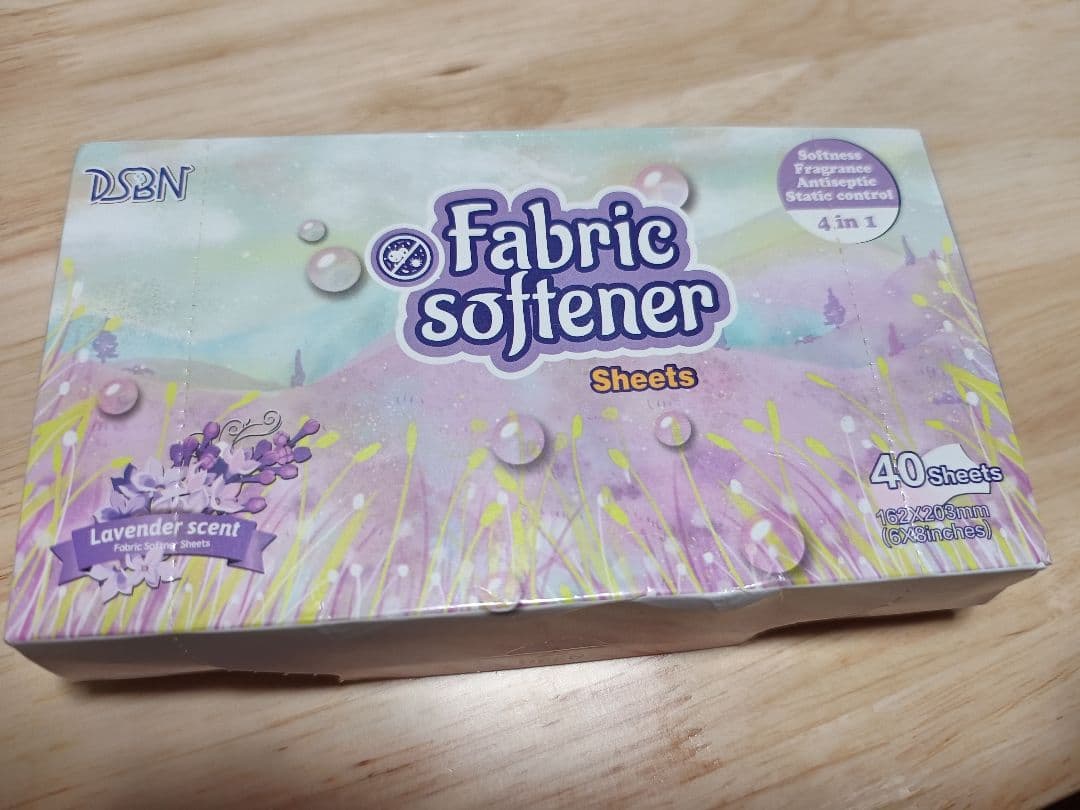 DSBN
Softness
Fragrance
Antiseptic
Static control
4 in 1
Fabric
softener
Sheets
40 Sheets
162X203mm
(6X8inches)
Lavender scent
Fabric Softner Sheets